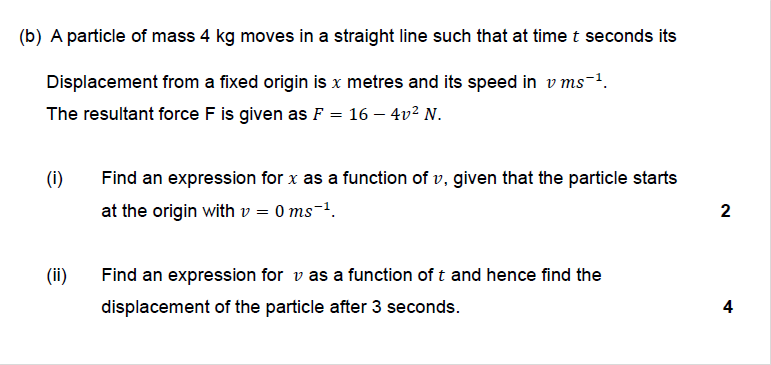 (b) A particle of mass 4 kg moves in a straight line such that at time t seconds its
Displacement from a fixed origin is x metres and its speed in v ms⁻¹.
The resultant force F is given as F = 16 − 4v² N.
(i) Find an expression for x as a function of v, given that the particle starts
at the origin with v = 0 ms⁻¹. 2
(ii) Find an expression for v as a function of t and hence find the
displacement of the particle after 3 seconds. 4